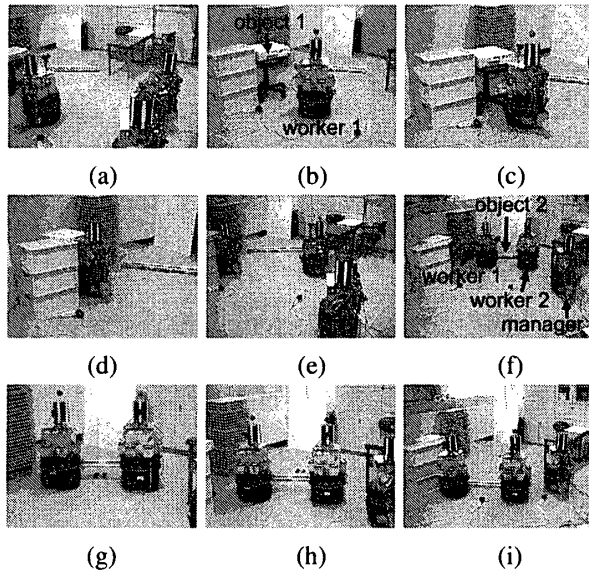 object 1
worker 1
(a) (b) (c)
object 2
worker 1
worker 2
manager
(d) (e) (f)
(g) (h) (i)